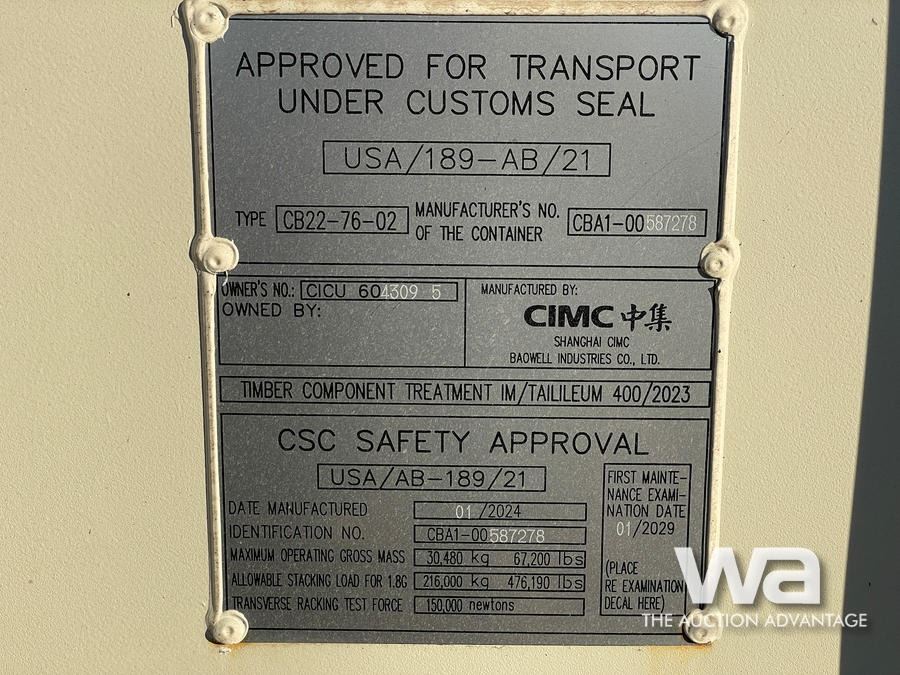 APPROVED FOR TRANSPORT
UNDER CUSTOMS SEAL
USA/189-AB/21
TYPE CB22-76-02 MANUFACTURER'S NO. OF THE CONTAINER CBA1-00587278
OWNER'S NO.: CICU 604309 5
OWNED BY:
MANUFACTURED BY:
CIMC 中集
SHANGHAI CIMC
BAOWELL INDUSTRIES CO., LTD.
TIMBER COMPONENT TREATMENT IM/TAILILEUM 400/2023
CSC SAFETY APPROVAL
USA/AB-189/21
DATE MANUFACTURED 01/2024
IDENTIFICATION NO. CBA1-00587278
MAXIMUM OPERATING GROSS MASS 30,480 kg 67,200 lbs
ALLOWABLE STACKING LOAD FOR 1.8G 216,000 kg 476,190 lbs
TRANSVERSE RACKING TEST FORCE 150,000 newtons
FIRST MAINTE-
NANCE EXAMI-
NATION DATE
01/2029
(PLACE
RE EXAMINATION
DECAL HERE)
wa
THE AUCTION ADVANTAGE